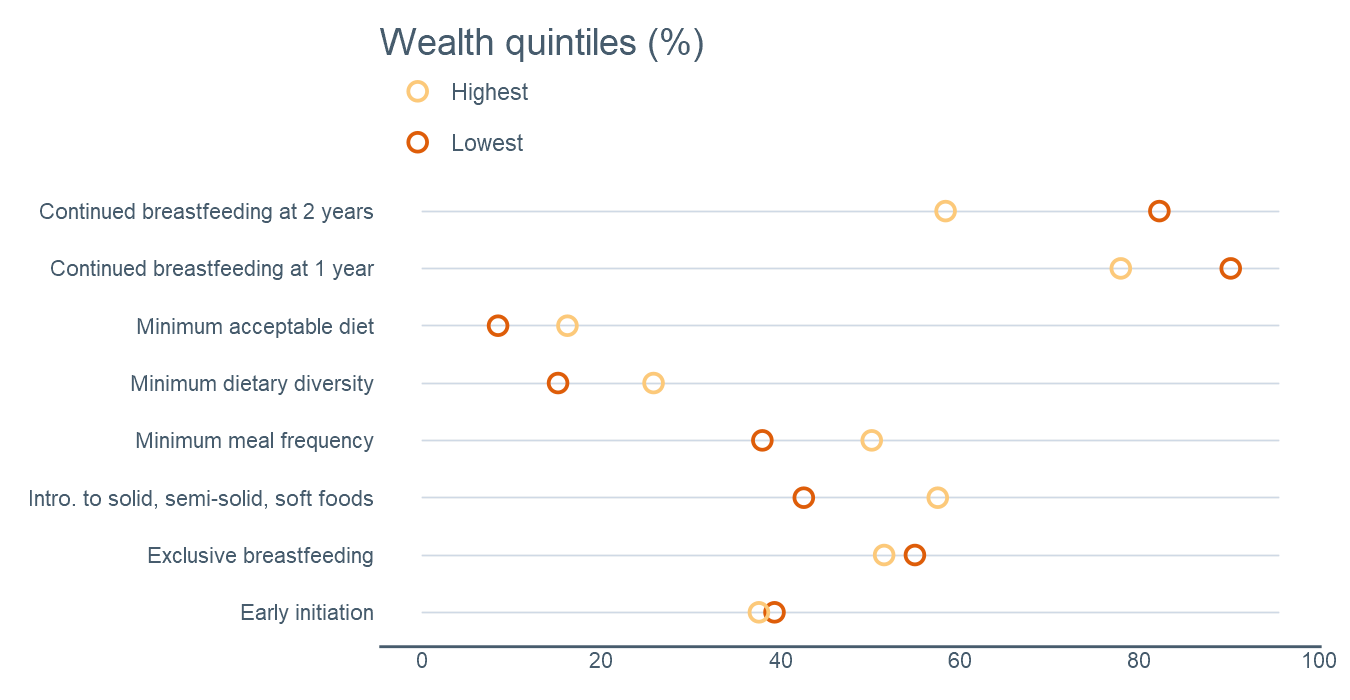 Wealth quintiles (%)
Highest
Lowest
Continued breastfeeding at 2 years
Continued breastfeeding at 1 year
Minimum acceptable diet
Minimum dietary diversity
Minimum meal frequency
Intro. to solid, semi-solid, soft foods
Exclusive breastfeeding
Early initiation
0 20 40 60 80 100